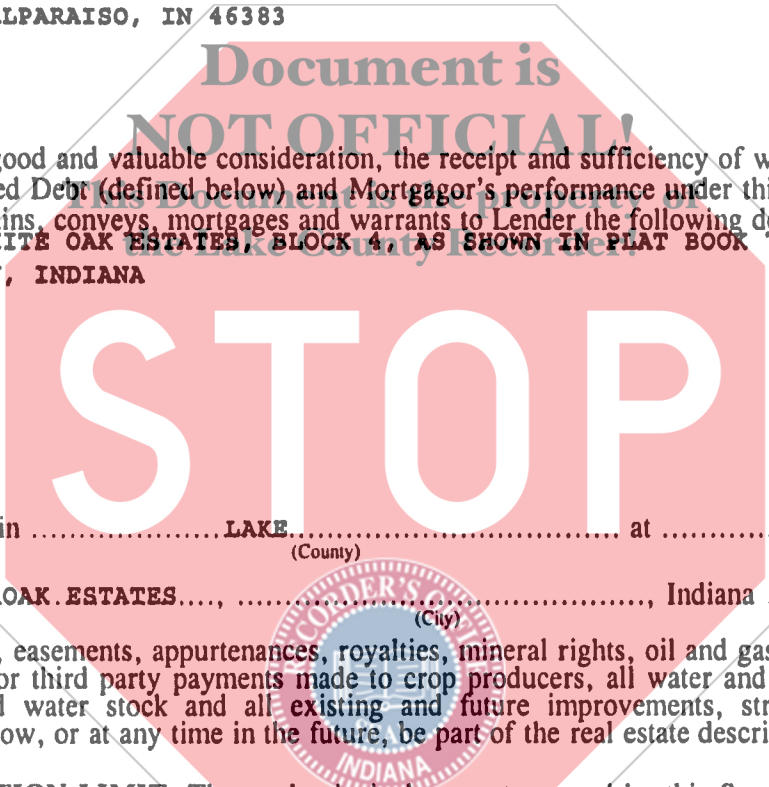 LPARAISO, IN 46383
Document is
NOT OFFICIAL!
good and valuable consideration, the receipt and sufficiency of w
ed Debt (defined below) and Mortgagor's performance under thi
This Document is the property of
ins, conveys, mortgages and warrants to Lender the following de
ITE OAK ESTATES, BLOCK 4, AS SHOWN IN PLAT BOOK
the Lake County Recorder!
, INDIANA
STOP
in ................... LAKE ................................. at ...........
(County)
OAK ESTATES...., ........................................., Indiana
(City)
, easements, appurtenances, royalties, mineral rights, oil and gas
or third party payments made to crop producers, all water and
d water stock and all existing and future improvements, str
ow, or at any time in the future, be part of the real estate descri
RECORDER'S OFFICE
SEAL
INDIANA